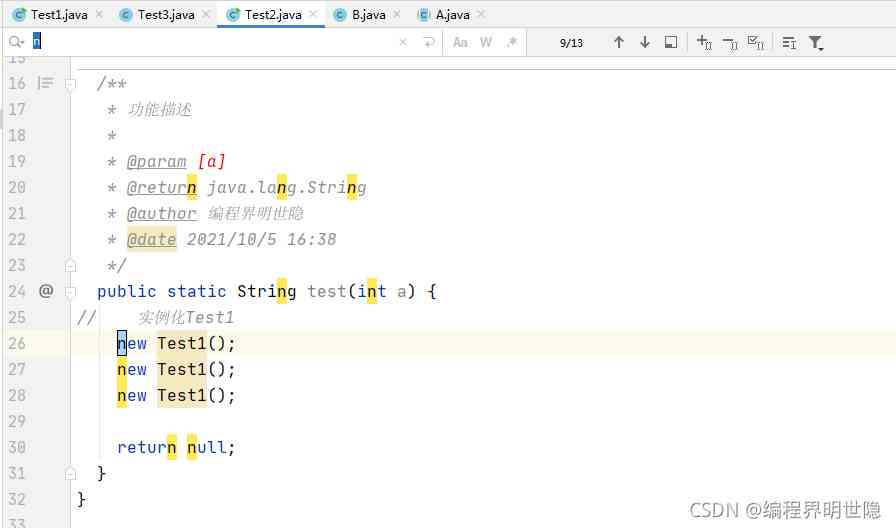 Test1.java Test3.java Test2.java B.java A.java
n Aa W .* 9/13
15
16 /**
17 * 功能描述
18 *
19 * @param [a]
20 * @return java.lang.String
21 * @author 编程界明世隐
22 * @date 2021/10/5 16:38
23 */
24 @ public static String test(int a) {
25 // 实例化Test1
26 new Test1();
27 new Test1();
28 new Test1();
29
30 return null;
31 }
32 }
33
CSDN @编程界明世隐